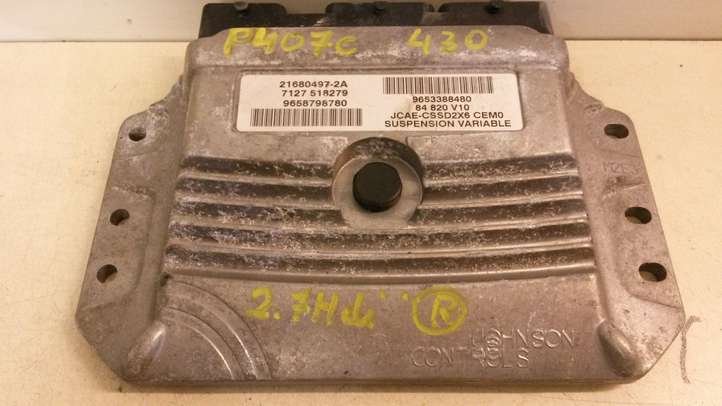 P407c 430
21680497-2A
7127 518279
9658798780
9653388480
84 820 V10
JCAE-CSSD2X6 CEM0
SUSPENSION VARIABLE
2.7Hdi R
JOHNSON
CONTROLS